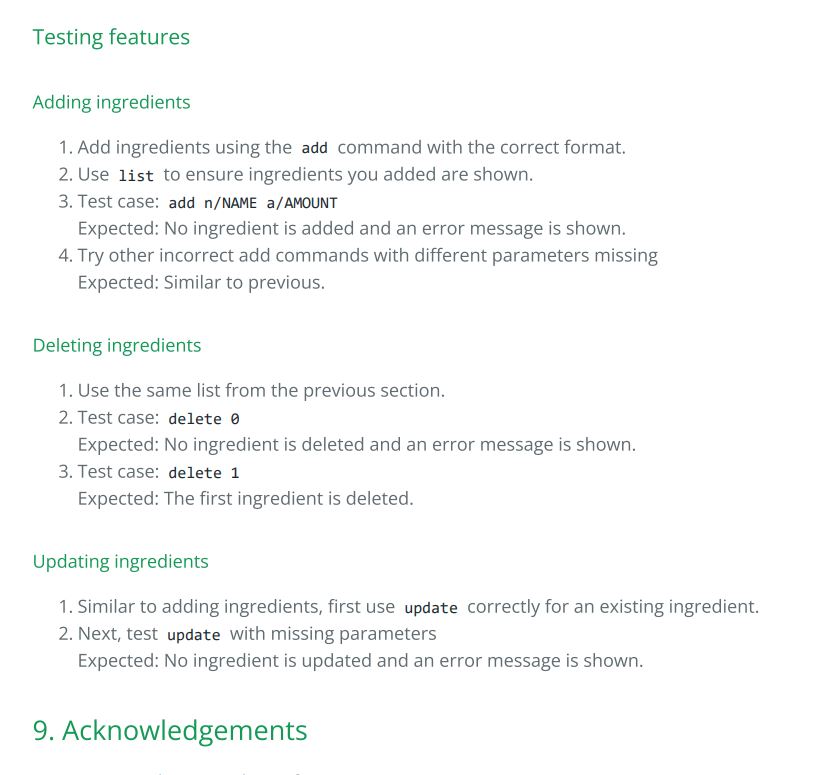 Testing features
Adding ingredients
1. Add ingredients using the add command with the correct format.
2. Use list to ensure ingredients you added are shown.
3. Test case: add n/NAME a/AMOUNT
Expected: No ingredient is added and an error message is shown.
4. Try other incorrect add commands with different parameters missing
Expected: Similar to previous.
Deleting ingredients
1. Use the same list from the previous section.
2. Test case: delete 0
Expected: No ingredient is deleted and an error message is shown.
3. Test case: delete 1
Expected: The first ingredient is deleted.
Updating ingredients
1. Similar to adding ingredients, first use update correctly for an existing ingredient.
2. Next, test update with missing parameters
Expected: No ingredient is updated and an error message is shown.
9. Acknowledgements